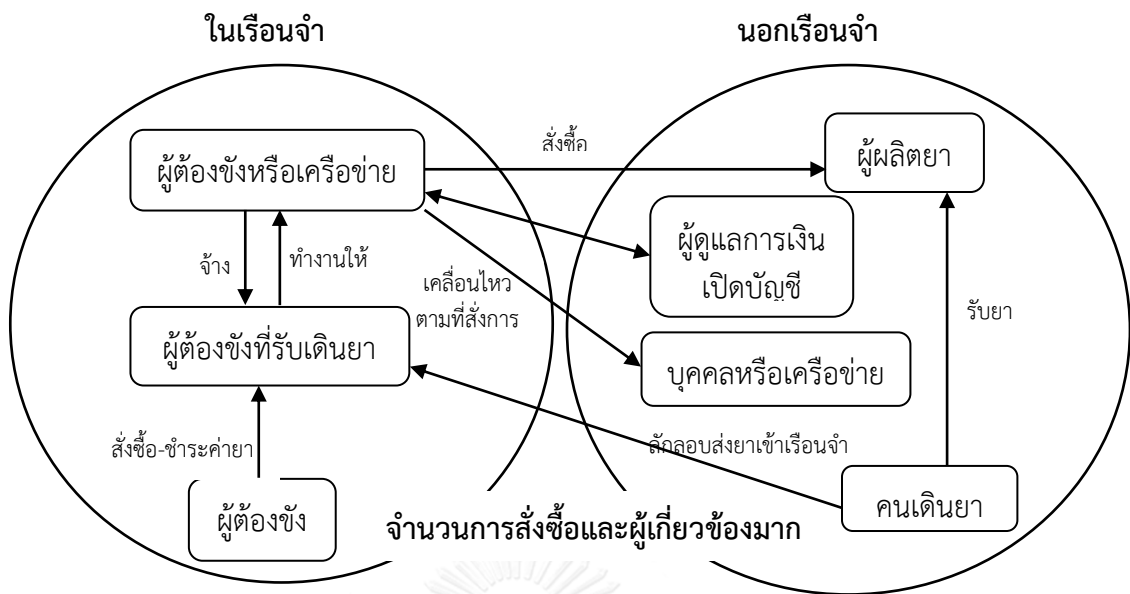 ในเรือนจำ
นอกเรือนจำ
สั่งซื้อ
ผู้ต้องขังหรือเครือข่าย
ผู้ผลิตยา
ผู้ดูแลการเงิน
เปิดบัญชี
จ้าง
ทำงานให้
เคลื่อนไหว
ตามที่สั่งการ
รับยา
ผู้ต้องขังที่รับเดินยา
บุคคลหรือเครือข่าย
สั่งซื้อ-ชำระค่ายา
ลักลอบส่งยาเข้าเรือนจำ
ผู้ต้องขัง
คนเดินยา
จำนวนการสั่งซื้อและผู้เกี่ยวข้องมาก